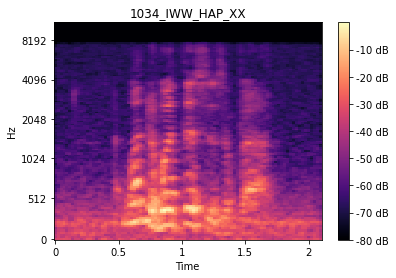 1034_IWW_HAP_XX
8192
4096
2048
1024
512
0
Hz
0
0.5
1
1.5
2
Time
-10 dB
-20 dB
-30 dB
-40 dB
-50 dB
-60 dB
-70 dB
-80 dB